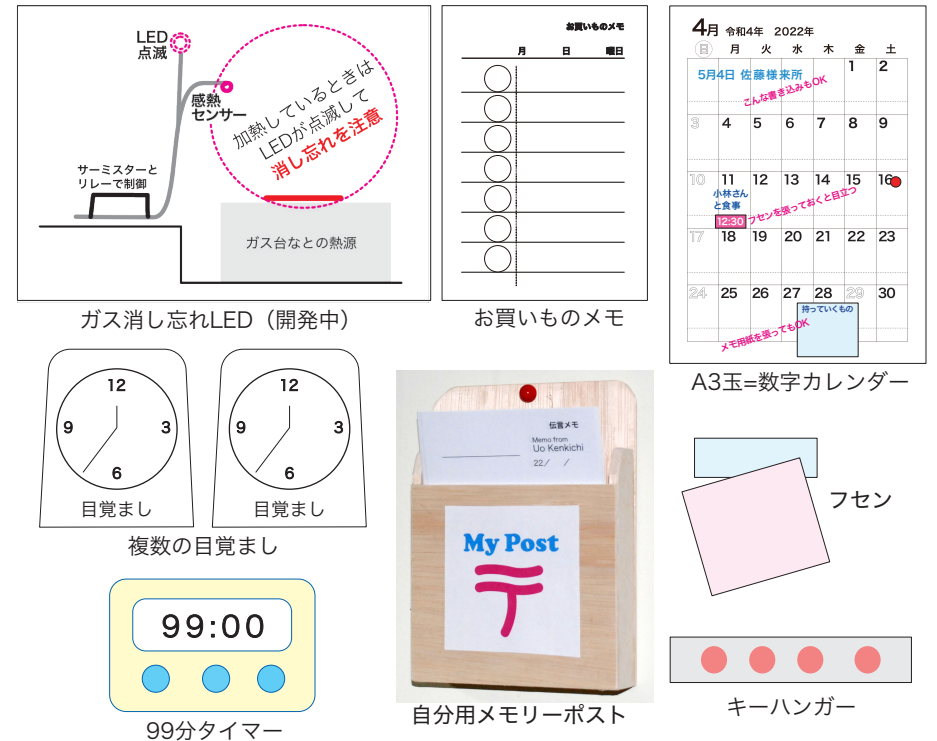 LED
点滅
感熱
センサー
加熱しているときは
LEDが点滅して
消し忘れを注意
サーミスターと
リレーで制御
ガス台などの熱源
ガス消し忘れLED（開発中）
お買いものメモ
月 日 曜日
お買いものメモ
4月 令和4年 2022年
日 月 火 水 木 金 土
5月4日 佐藤様来所
1 2
こんな書き込みもOK
3 4 5 6 7 8 9
10 11 12 13 14 15 16
小林さん
と食事
12:30
フセンを張っておくと目立つ
17 18 19 20 21 22 23
24 25 26 27 28 29 30
持っていくもの
メモ用紙を張ってもOK
A3玉=数字カレンダー
12
9 3
6
目覚まし
12
9 3
6
目覚まし
複数の目覚まし
99:00
99分タイマー
伝言メモ
Memo from
Uo Kenkichi
22/ /
My Post
〒
自分用メモリーポスト
フセン
キーハンガー